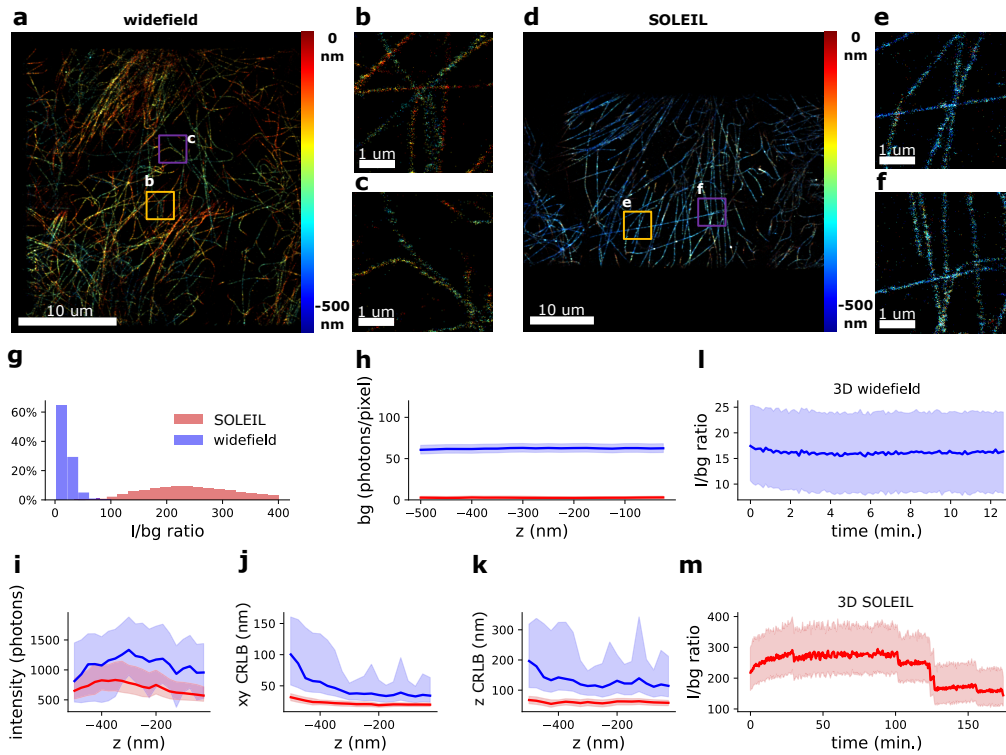 a
widefield
0
nm
c
b
-500
nm
10 um
b
1 um
c
1 um
d
SOLEIL
0
nm
e
f
-500
nm
10 um
e
1 um
f
1 um
g
60%
40%
20%
0%
SOLEIL
widefield
0
100
200
300
400
I/bg ratio
h
bg (photons/pixel)
100
50
0
−500
−400
−300
−200
−100
z (nm)
l
3D widefield
I/bg ratio
25
20
15
10
0
2
4
6
8
10
12
time (min.)
i
intensity (photons)
1500
1000
500
−400
−200
z (nm)
j
xy CRLB (nm)
150
100
50
−400
−200
z (nm)
k
z CRLB (nm)
300
200
100
−400
−200
z (nm)
m
3D SOLEIL
I/bg ratio
400
300
200
100
0
50
100
150
time (min.)